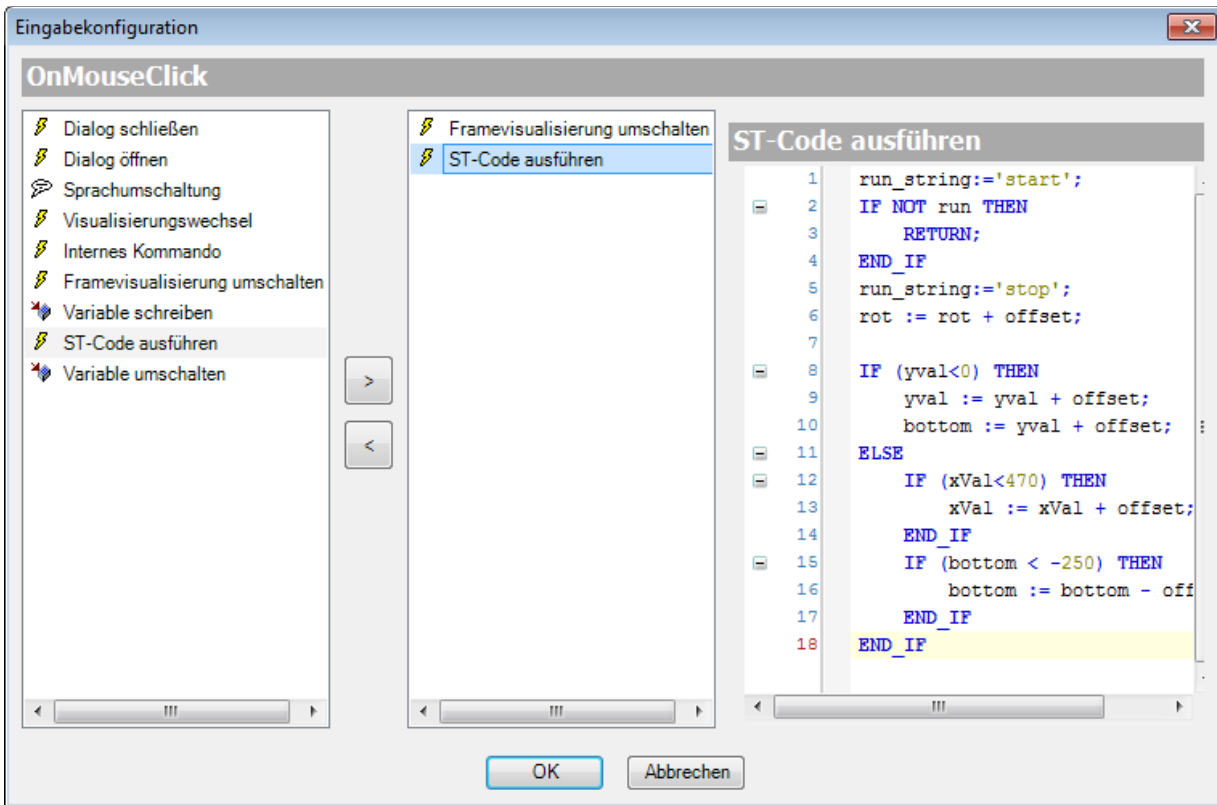 Eingabekonfiguration
OnMouseClick
Dialog schließen
Dialog öffnen
Sprachumschaltung
Visualisierungswechsel
Internes Kommando
Framevisualisierung umschalten
Variable schreiben
ST-Code ausführen
Variable umschalten
>
<
Framevisualisierung umschalten
ST-Code ausführen
ST-Code ausführen
1 run_string:='start';
2 IF NOT run THEN
3 RETURN;
4 END_IF
5 run_string:='stop';
6 rot := rot + offset;
7
8 IF (yval<0) THEN
9 yval := yval + offset;
10 bottom := yval + offset;
11 ELSE
12 IF (xVal<470) THEN
13 xVal := xVal + offset;
14 END_IF
15 IF (bottom < -250) THEN
16 bottom := bottom - off
17 END_IF
18 END_IF
OK
Abbrechen